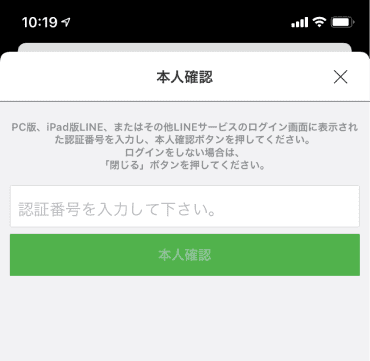 10:19
本人確認
PC版、iPad版LINE、またはその他LINEサービスのログイン画面に表示され
た認証番号を入力し、本人確認ボタンを押してください。
ログインをしない場合は、
「閉じる」ボタンを押してください。
認証番号を入力して下さい。
本人確認